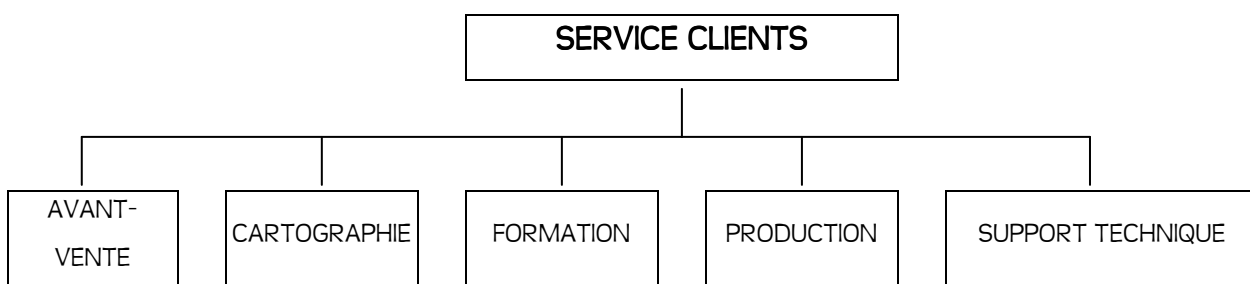 SERVICE CLIENTS
AVANT-
VENTE
CARTOGRAPHIE
FORMATION
PRODUCTION
SUPPORT TECHNIQUE